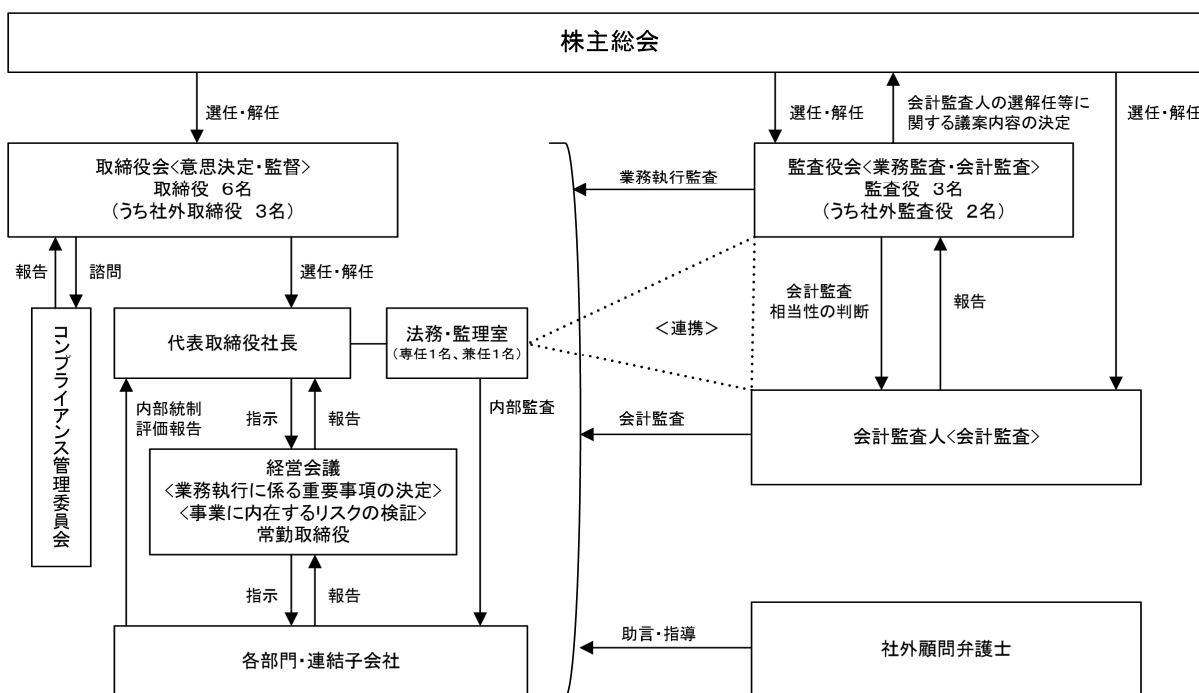 株主総会
選任・解任
選任・解任
会計監査人の選解任等に
関する議案内容の決定
選任・解任
取締役会<意思決定・監督>
取締役 6名
(うち社外取締役 3名)
業務執行監査
監査役会<業務監査・会計監査>
監査役 3名
(うち社外監査役 2名)
報告
諮問
選任・解任
会計監査
相当性の判断
報告
コンプライアンス管理委員会
代表取締役社長
法務・監理室
(専任1名、兼任1名)
<連携>
内部統制
評価報告
指示
報告
内部監査
会計監査
会計監査人<会計監査>
経営会議
<業務執行に係る重要事項の決定>
<事業に内在するリスクの検証>
常勤取締役
指示
報告
各部門・連結子会社
助言・指導
社外顧問弁護士